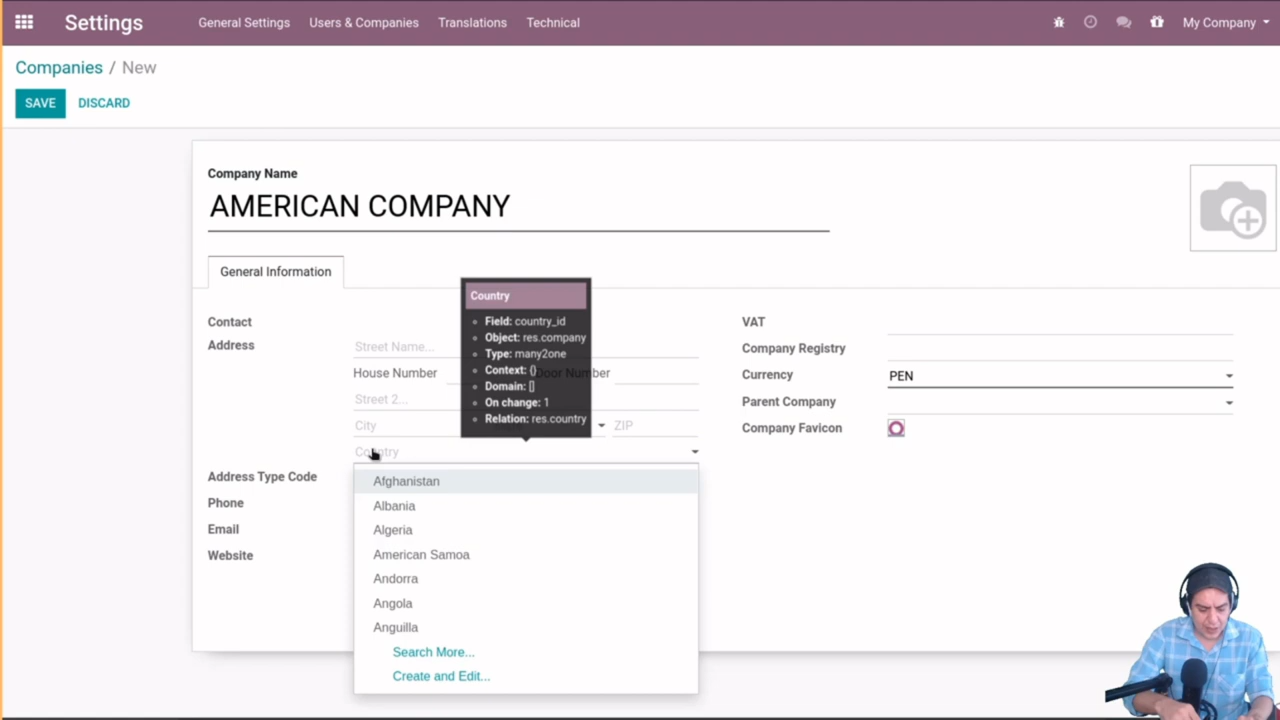 Settings
General Settings
Users & Companies
Translations
Technical
My Company
Companies / New
SAVE
DISCARD
Company Name
AMERICAN COMPANY
General Information
Country
Field: country_id
Object: res.company
Type: many2one
Context: {}
Domain: []
On change: 1
Relation: res.country
Contact
Address
Street Name...
House Number
Door Number
Street 2...
City
ZIP
Country
Afghanistan
Albania
Algeria
American Samoa
Andorra
Angola
Anguilla
Search More...
Create and Edit...
Address Type Code
Phone
Email
Website
VAT
Company Registry
Currency
PEN
Parent Company
Company Favicon